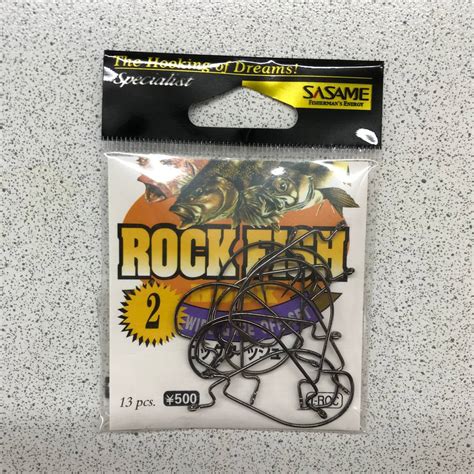 The Hooking of Dreams!
Specialist
SASAME
FISHERMAN'S ENERGY
ROCK FISH
2
13 pcs.
¥500